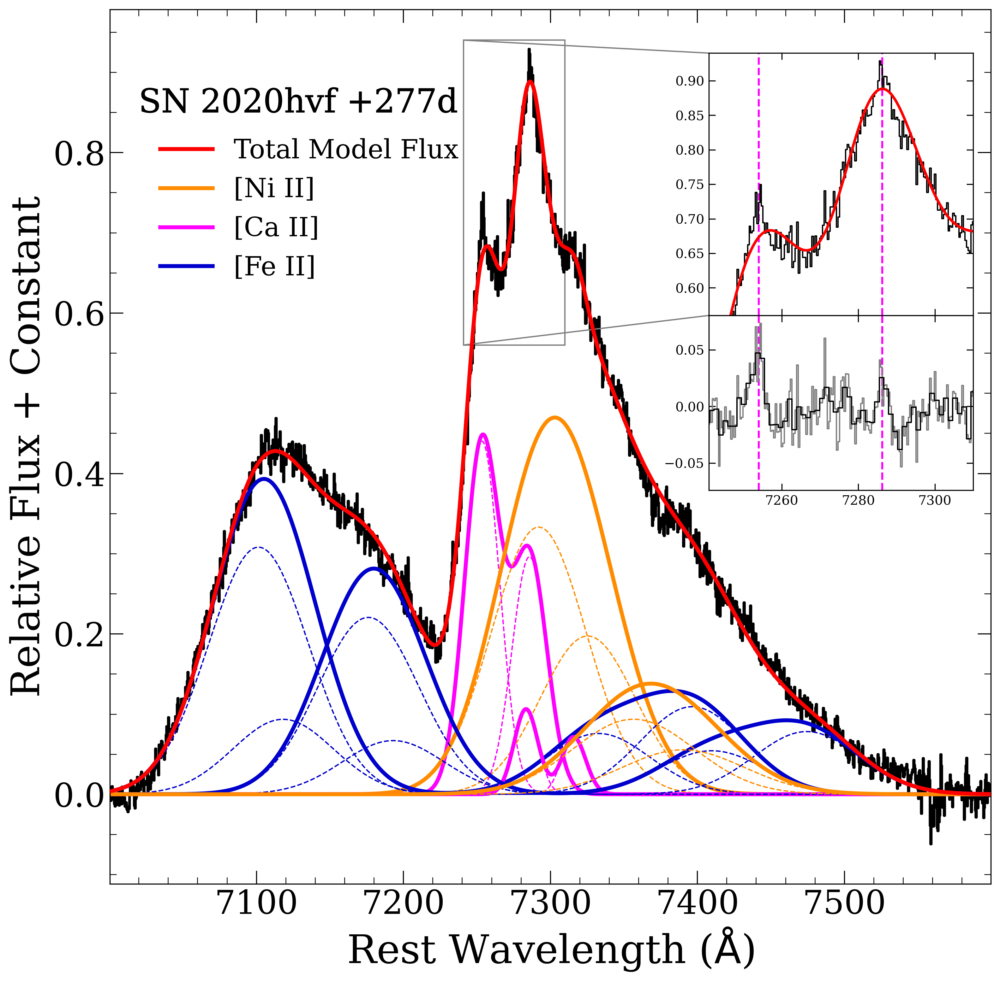 SN 2020hvf +277d
Total Model Flux
[Ni II]
[Ca II]
[Fe II]
Relative Flux + Constant
0.8
0.6
0.4
0.2
0.0
7100 7200 7300 7400 7500
Rest Wavelength (Å)
0.90
0.85
0.80
0.75
0.70
0.65
0.60
0.05
0.00
−0.05
7260 7280 7300